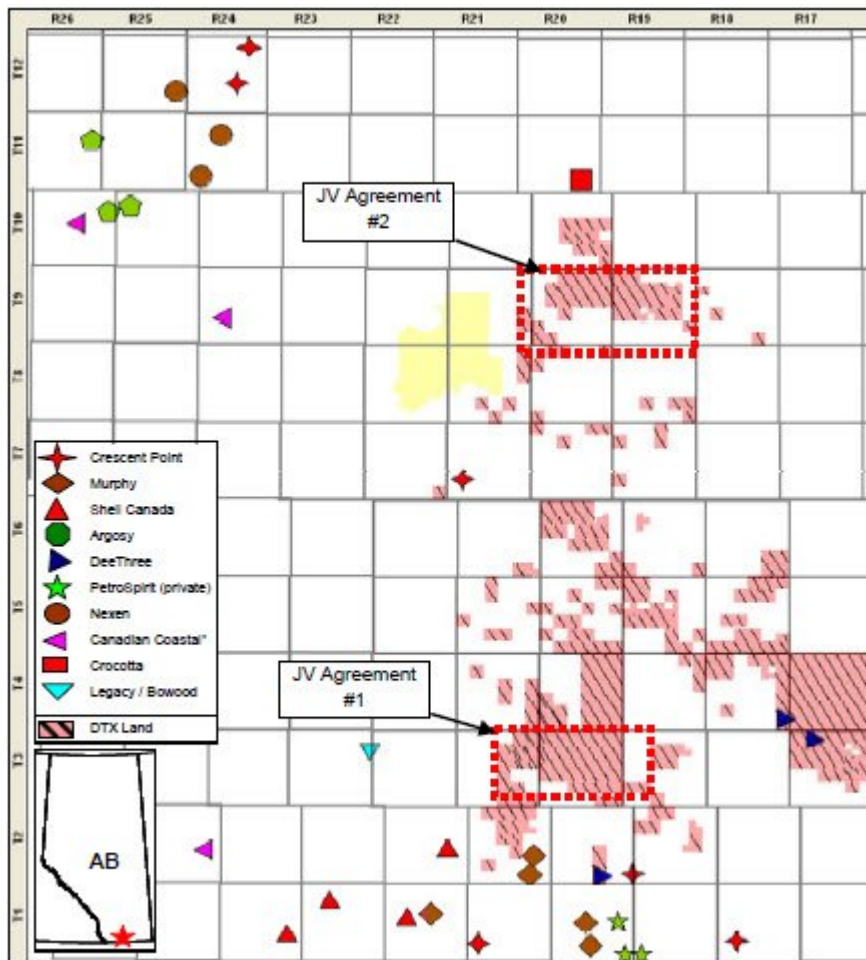 R26 R25 R24 R23 R22 R21 R20 R19 R18 R17
T12
T11
T10
T9
T8
T7
T6
T5
T4
T3
T2
T1
JV Agreement
#2
Crescent Point
Murphy
Shell Canada
Argosy
DeeThree
PetroSpirit (private)
Nexen
Canadian Coastal"
Crocotta
Legacy / Bowood
DTX Land
JV Agreement
#1
AB